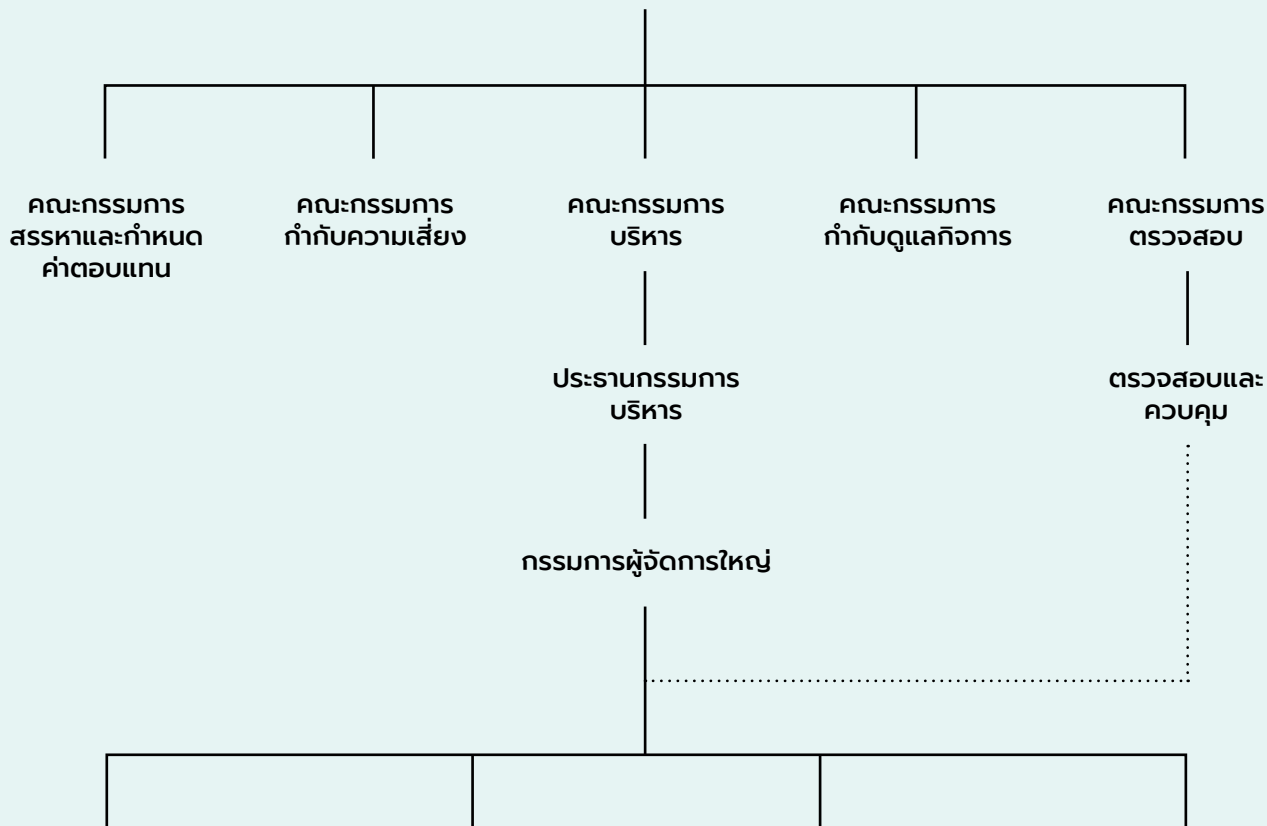 คณะกรรมการ
สรรหาและกำหนด
ค่าตอบแทน
คณะกรรมการ
กำกับความเสี่ยง
คณะกรรมการ
บริหาร
คณะกรรมการ
กำกับดูแลกิจการ
คณะกรรมการ
ตรวจสอบ
ประธานกรรมการ
บริหาร
ตรวจสอบและ
ควบคุม
กรรมการผู้จัดการใหญ่